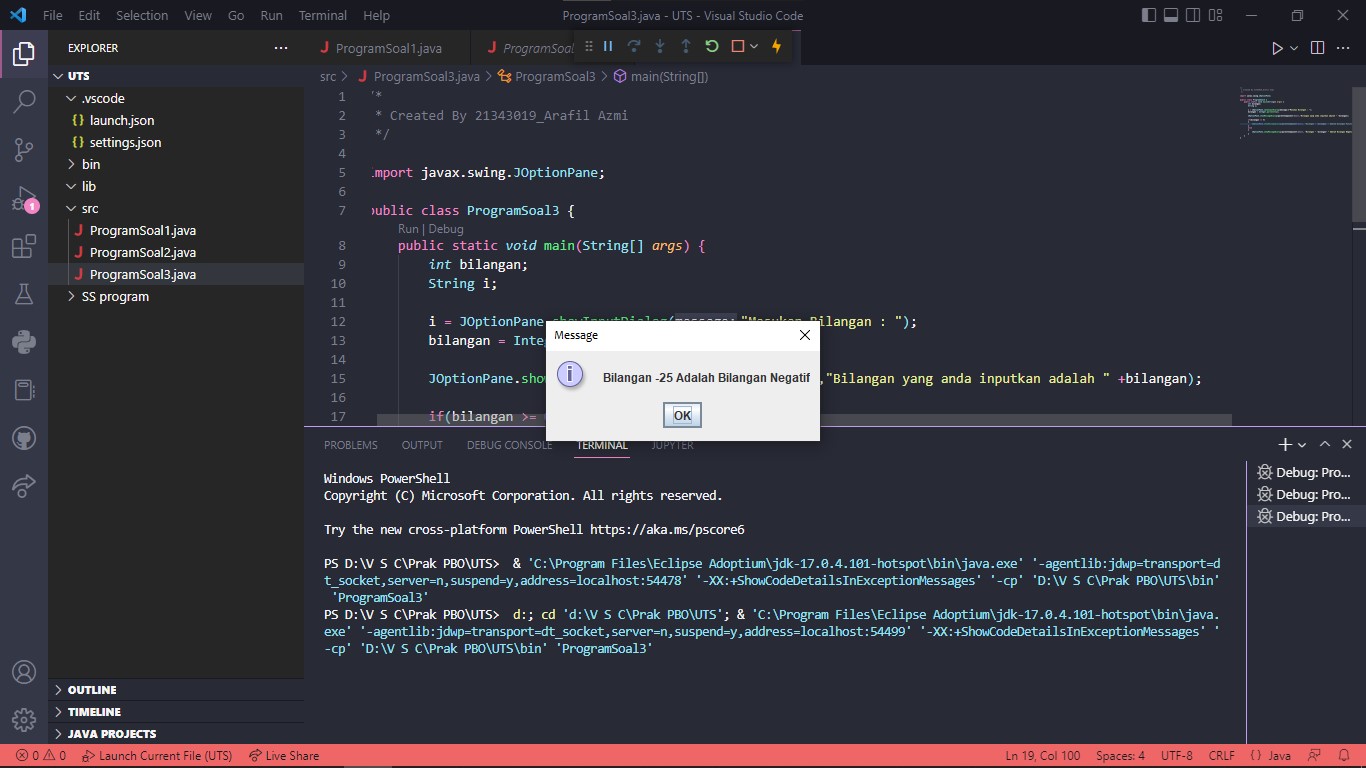 File Edit Selection View Go Run Terminal Help
ProgramSoal3.java - UTS - Visual Studio Code
EXPLORER
UTS
.vscode
launch.json
settings.json
bin
lib
src
ProgramSoal1.java
ProgramSoal2.java
ProgramSoal3.java
SS program
OUTLINE
TIMELINE
JAVA PROJECTS
ProgramSoal1.java ProgramSoal
src > ProgramSoal3.java > ProgramSoal3 > main(String[])
1 /*
2 * Created By 21343019_Arafil Azmi
3 */
4
5 import javax.swing.JOptionPane;
6
7 public class ProgramSoal3 {
Run | Debug
8 public static void main(String[] args) {
9 int bilangan;
10 String i;
11
12 i = JOptionPane.showInputDialog(message: "Masukan Bilangan : ");
13 bilangan = Inte
14
15 JOptionPane.sho ,"Bilangan yang anda inputkan adalah " +bilangan);
16
17 if(bilangan >=
Message
Bilangan -25 Adalah Bilangan Negatif
OK
PROBLEMS OUTPUT DEBUG CONSOLE TERMINAL JUPYTER
Windows PowerShell
Copyright (C) Microsoft Corporation. All rights reserved.
Try the new cross-platform PowerShell https://aka.ms/pscore6
PS D:\V S C\Prak PBO\UTS> & 'C:\Program Files\Eclipse Adoptium\jdk-17.0.4.101-hotspot\bin\java.exe' '-agentlib:jdwp=transport=d
t_socket,server=n,suspend=y,address=localhost:54478' '-XX:+ShowCodeDetailsInExceptionMessages' '-cp' 'D:\V S C\Prak PBO\UTS\bin'
'ProgramSoal3'
PS D:\V S C\Prak PBO\UTS> d:; cd 'd:\V S C\Prak PBO\UTS'; & 'C:\Program Files\Eclipse Adoptium\jdk-17.0.4.101-hotspot\bin\java.
exe' '-agentlib:jdwp=transport=dt_socket,server=n,suspend=y,address=localhost:54499' '-XX:+ShowCodeDetailsInExceptionMessages' '
-cp' 'D:\V S C\Prak PBO\UTS\bin' 'ProgramSoal3'
Debug: Pro...
Debug: Pro...
Debug: Pro...
1
0 0 Launch Current File (UTS) Live Share
Ln 19, Col 100 Spaces: 4 UTF-8 CRLF {} Java